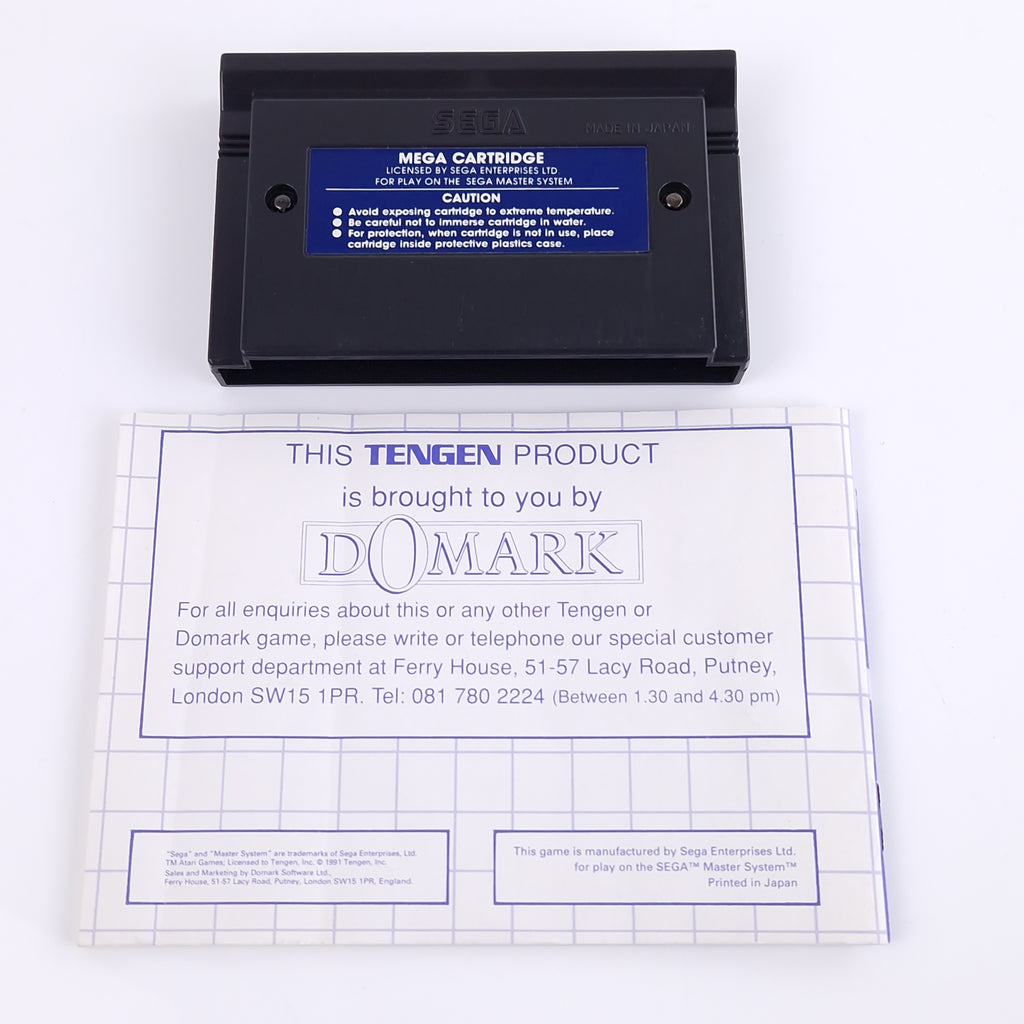 SEGA
MADE IN JAPAN
MEGA CARTRIDGE
LICENSED BY SEGA ENTERPRISES LTD.
FOR PLAY ON THE SEGA MASTER SYSTEM
CAUTION
● Avoid exposing cartridge to extreme temperature.
● Be careful not to immerse cartridge in water.
● For protection, when cartridge is not in use, place
cartridge inside protective plastics case.
THIS TENGEN PRODUCT
is brought to you by
DOMARK
For all enquiries about this or any other Tengen or
Domark game, please write or telephone our special customer
support department at Ferry House, 51-57 Lacy Road, Putney,
London SW15 1PR. Tel: 081 780 2224 (Between 1.30 and 4.30 pm)
"Sega" and "Master System" are trademarks of Sega Enterprises, Ltd.
TM Atari Games; Licensed to Tengen, Inc. © 1991 Tengen, Inc.
Sales and Marketing by Domark Software Ltd.,
Ferry House, 51-57 Lacy Road, Putney, London SW15 1PR, England.
This game is manufactured by Sega Enterprises Ltd.
for play on the SEGA™ Master System™
Printed in Japan